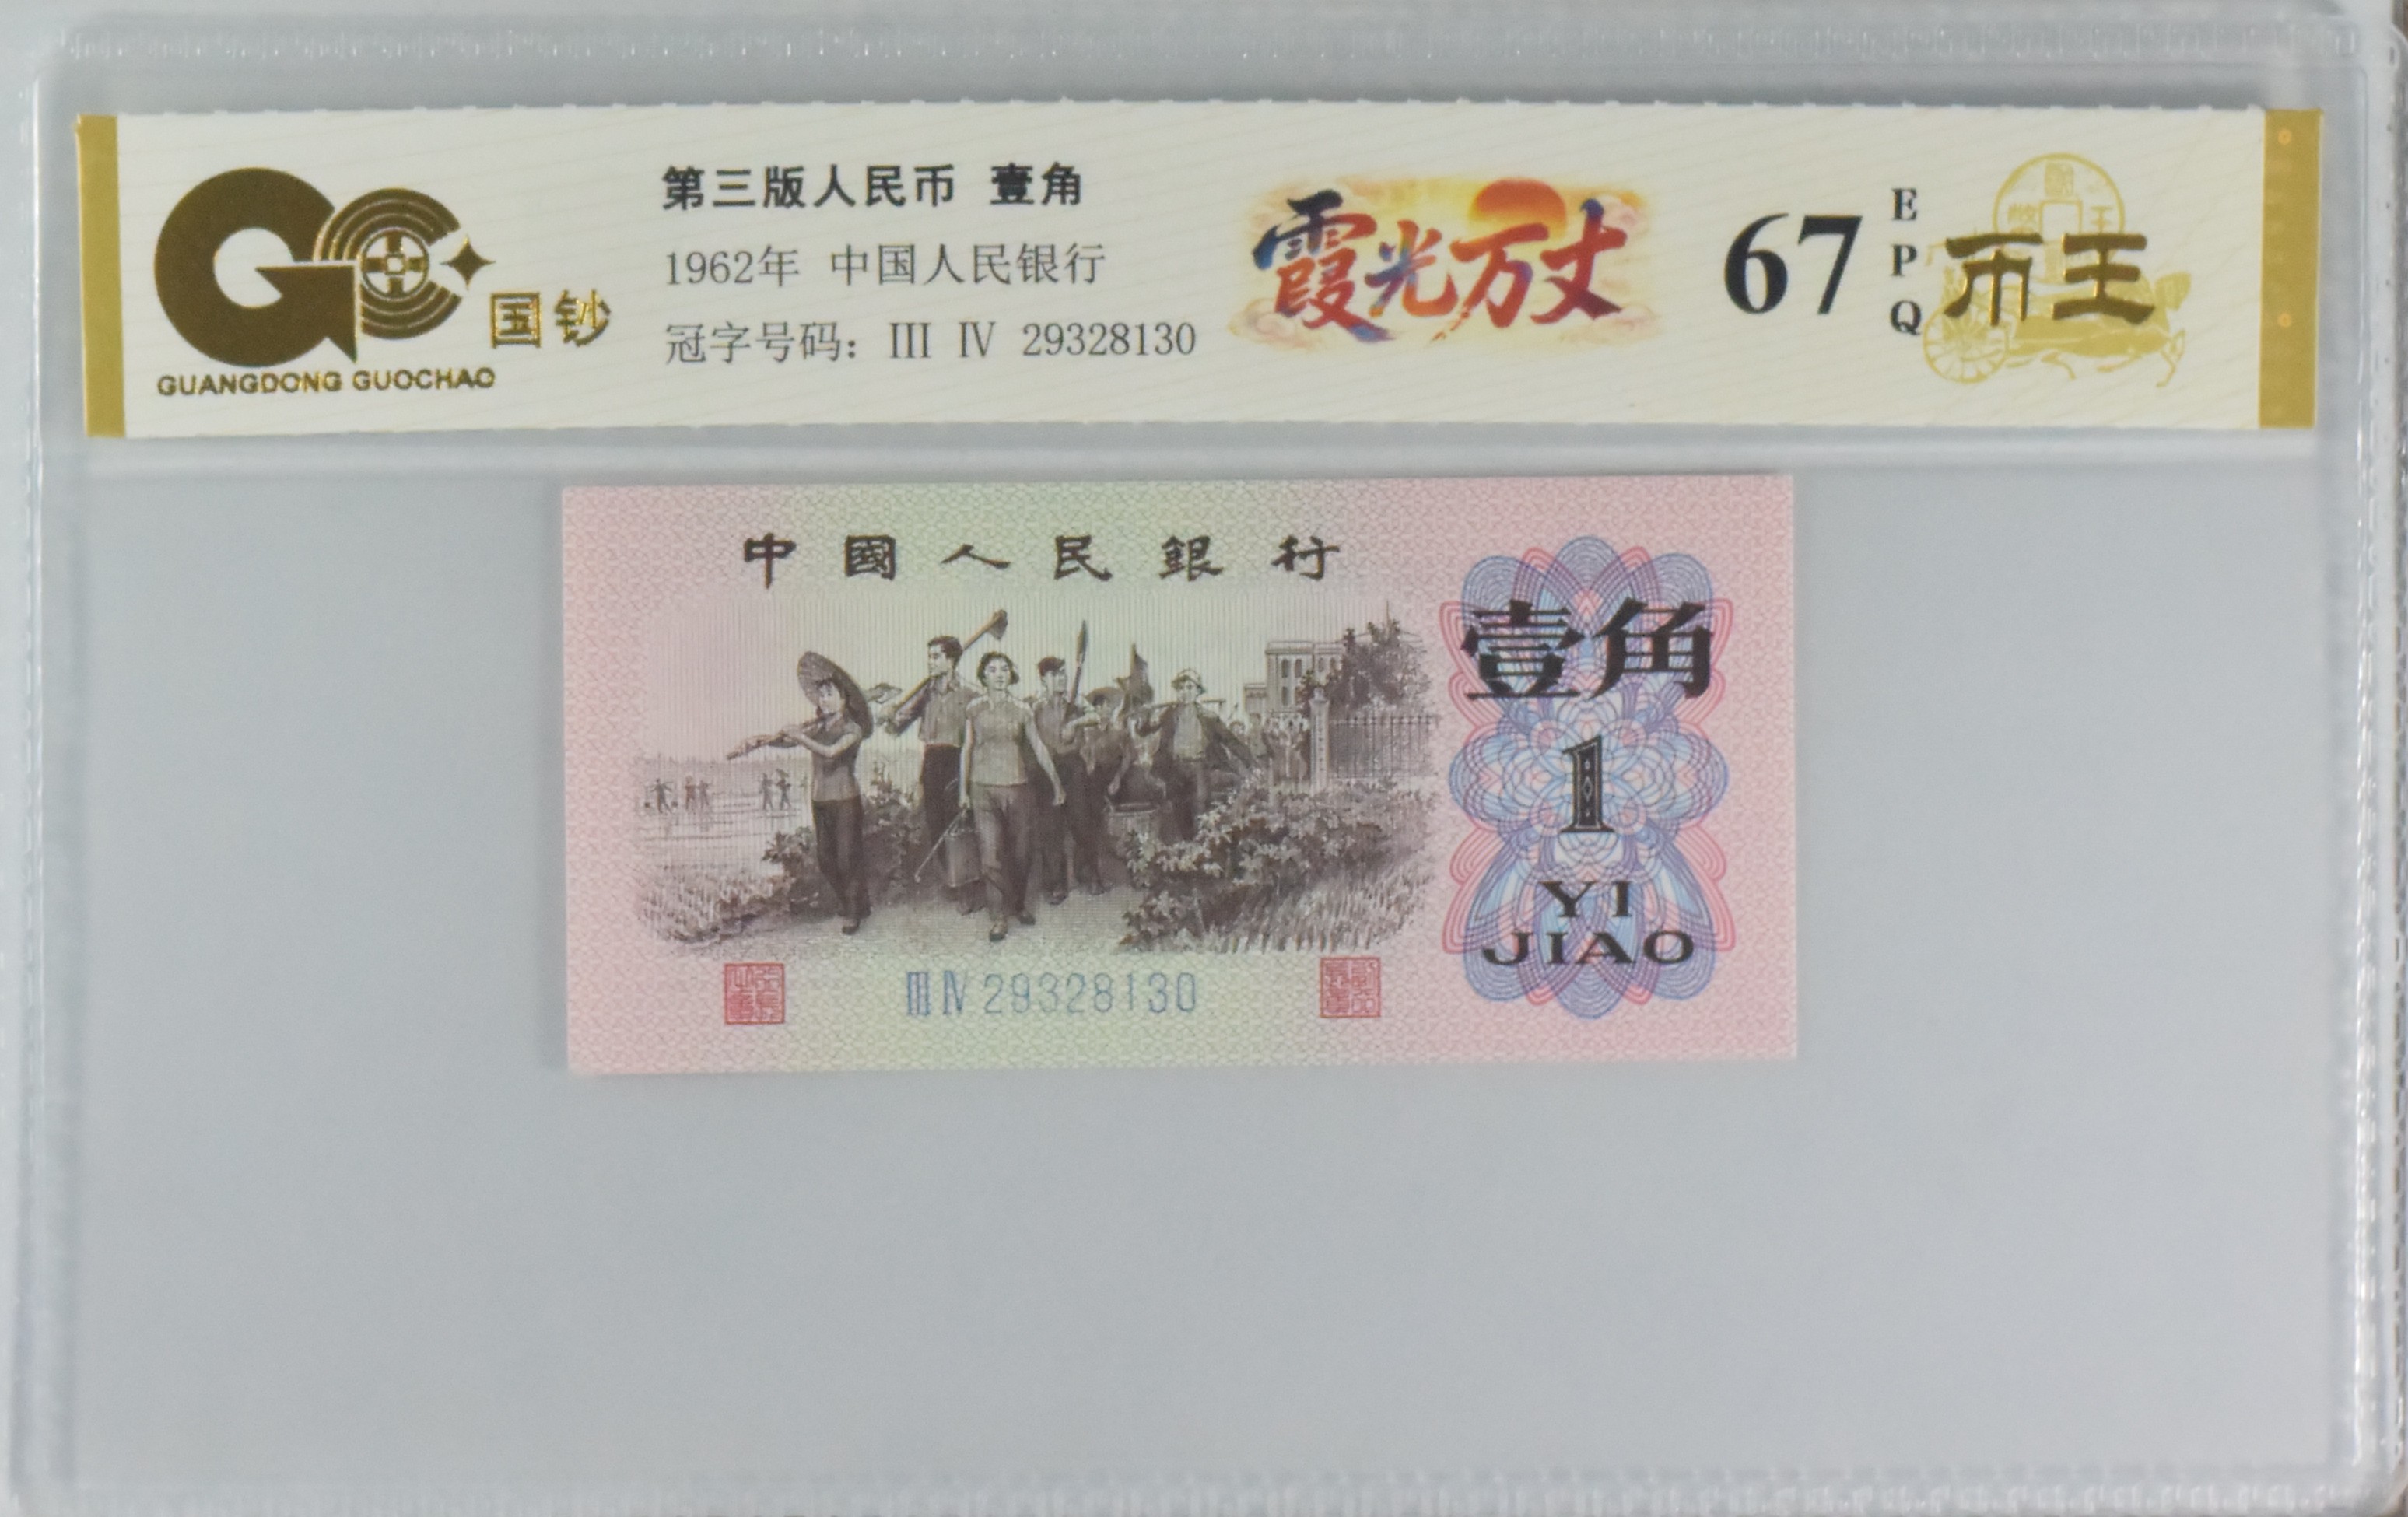 国钞
GUANGDONG GUOCHAO
第三版人民币 壹角
1962年 中国人民银行
冠字号码：III IV 29328130
霞光万丈
67
EPQ
币王
中國人民銀行
壹角
1
YI
JIAO
III IV 29328130